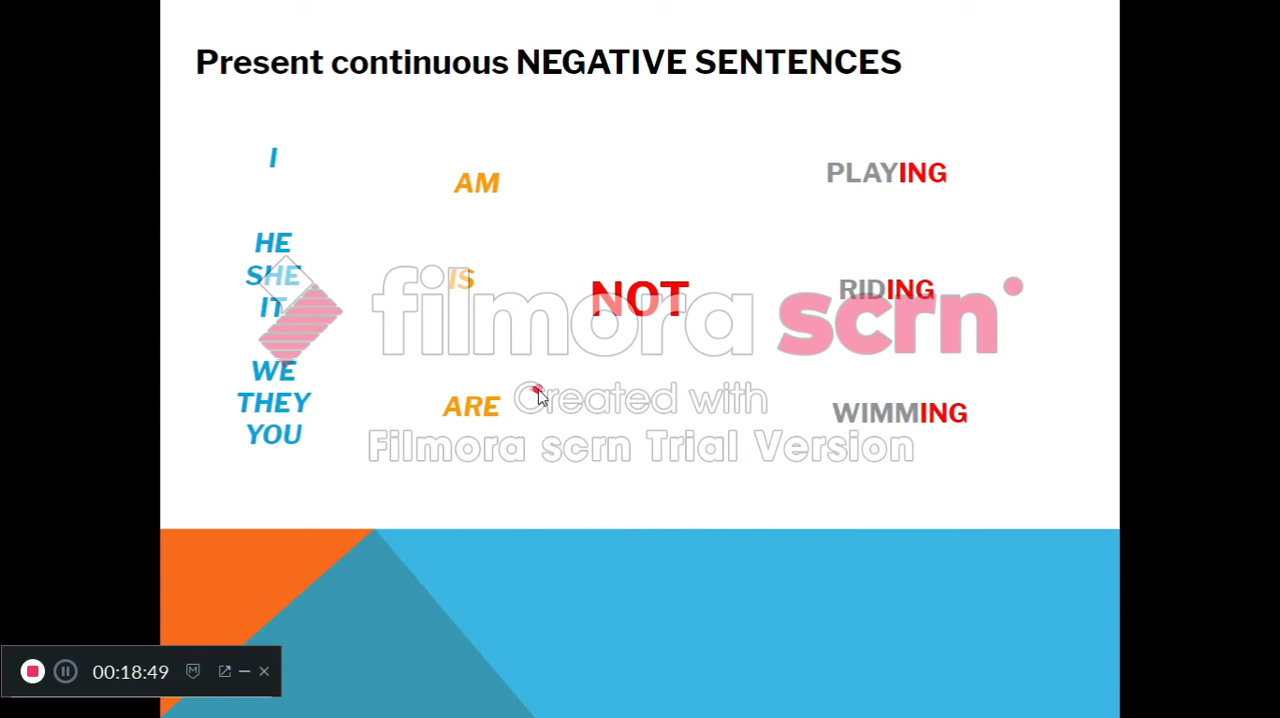 Present continuous NEGATIVE SENTENCES
I
AM
PLAYING
HE
SHE
IT
IS
NOT
RIDING
WE
THEY
YOU
ARE
WIMMING
filmora scrn
Created with
Filmora scrn Trial Version
00:18:49